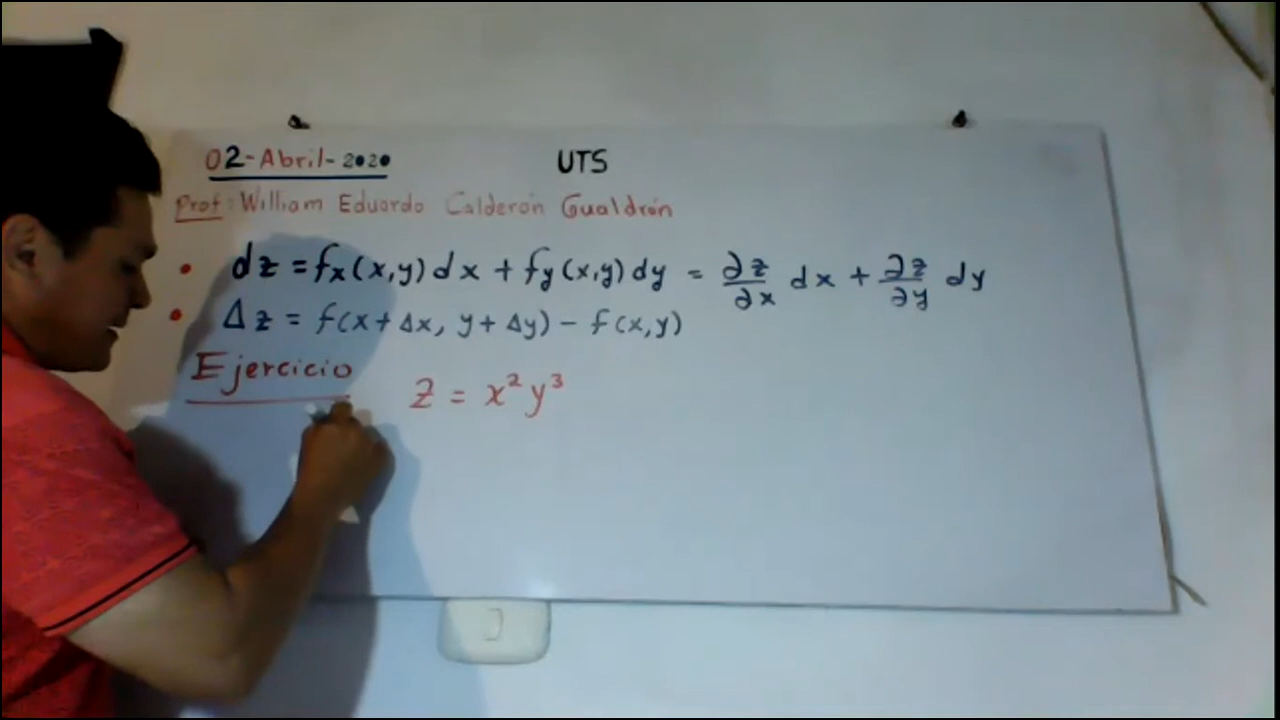 02-Abril-2020 UTS
Prof: William Eduardo Calderón Gualdrón
• dz = fx(x,y)dx + fy(x,y)dy = ∂z/∂x dx + ∂z/∂y dy
• Δz = f(x+Δx, y+Δy) - f(x,y)
Ejercicio z = x²y³